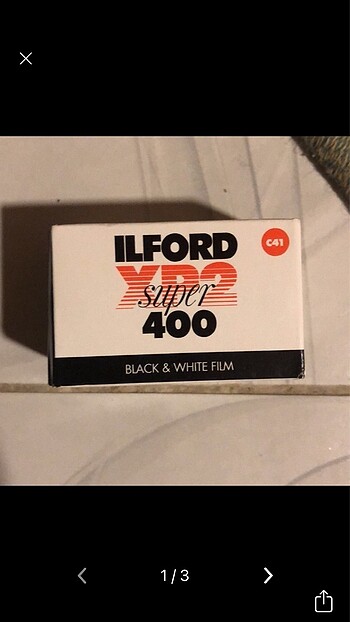 ILFORD
C41
XP2
super
400
BLACK & WHITE FILM
1/3